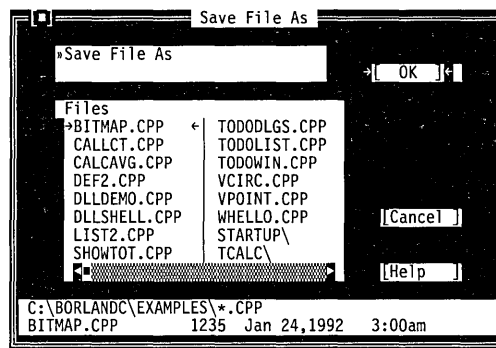 Save File As
»Save File As
→[ OK ]←
Files
→BITMAP.CPP ← TODODLGS.CPP
CALLCT.CPP TODOLIST.CPP
CALCAVG.CPP TODOWIN.CPP
DEF2.CPP VCIRC.CPP
DLLDEMO.CPP VPOINT.CPP
DLLSHELL.CPP WHELLO.CPP
LIST2.CPP STARTUP\
SHOWTOT.CPP TCALC\
[Cancel ]
[Help ]
C:\BORLANDC\EXAMPLES\*.CPP
BITMAP.CPP 1235 Jan 24,1992 3:00am